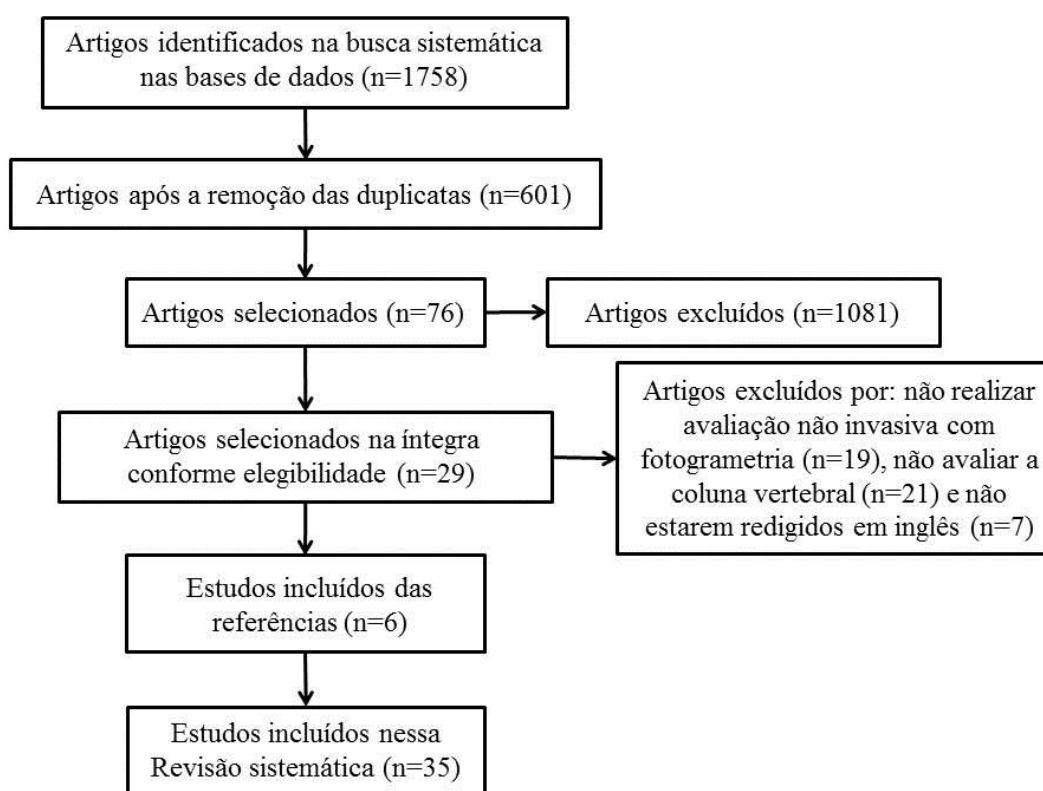 Artigos identificados na busca sistemática
nas bases de dados (n=1758)
Artigos após a remoção das duplicatas (n=601)
Artigos selecionados (n=76)
Artigos excluídos (n=1081)
Artigos selecionados na íntegra
conforme elegibilidade (n=29)
Artigos excluídos por: não realizar
avaliação não invasiva com
fotogrametria (n=19), não avaliar a
coluna vertebral (n=21) e não
estarem redigidos em inglês (n=7)
Estudos incluídos das
referências (n=6)
Estudos incluídos nessa
Revisão sistemática (n=35)